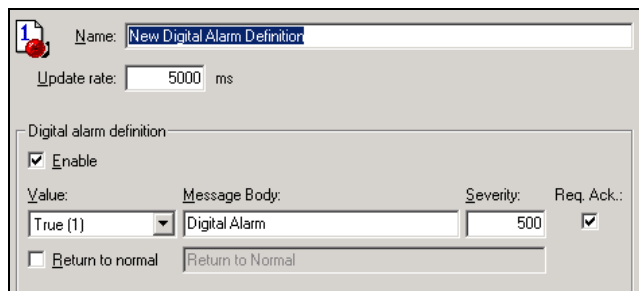 1
Name: New Digital Alarm Definition
Update rate: 5000 ms
Digital alarm definition
Enable
Value: Message Body: Severity: Req. Ack.:
True (1) Digital Alarm 500
Return to normal Return to Normal